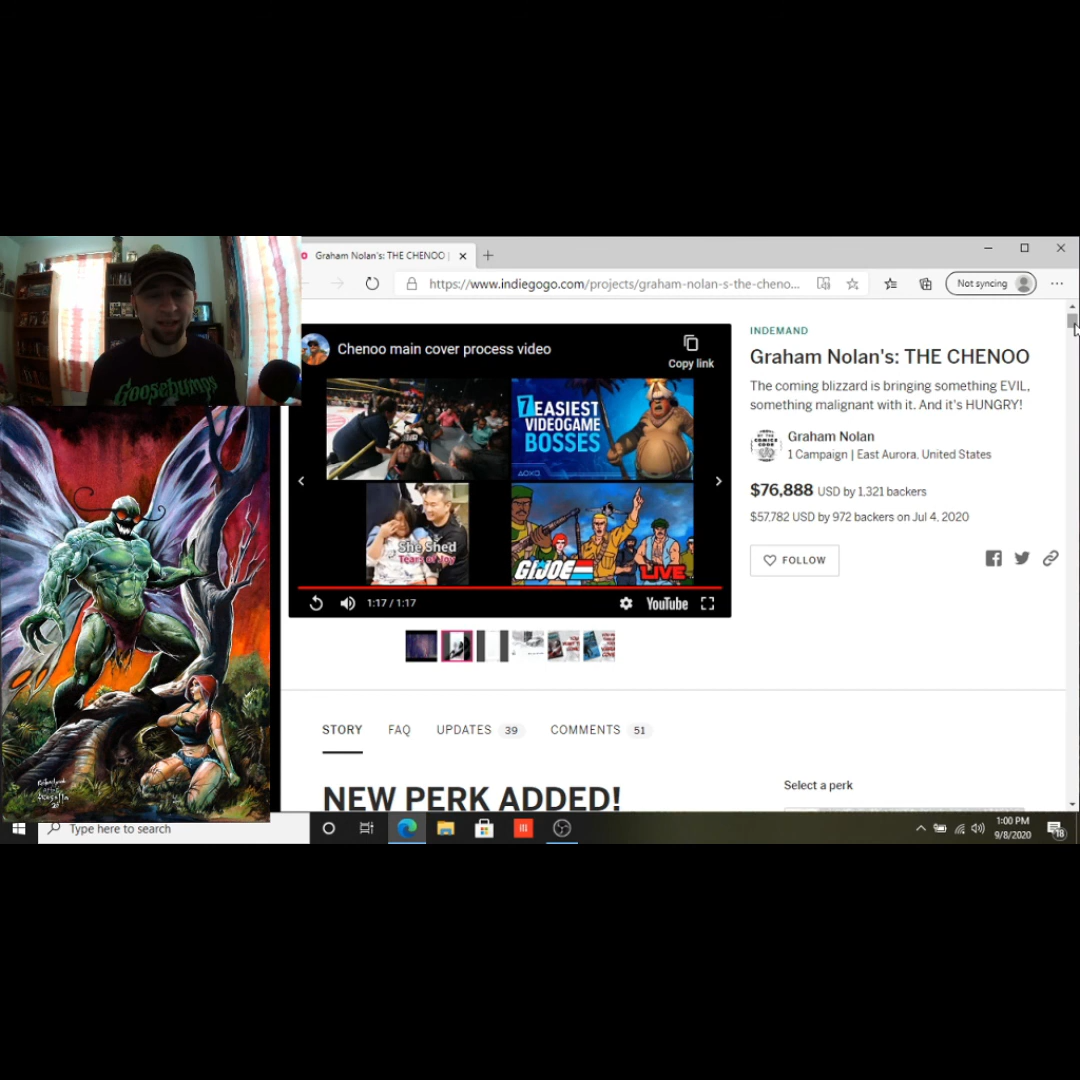 Graham Nolan's: THE CHENOO |
https://www.indiegogo.com/projects/graham-nolan-s-the-cheno...
Not syncing
Goosebumps
Chenoo main cover process video
Copy link
7 EASIEST
VIDEOGAME
BOSSES
She Shed
Tears of Joy
GI JOE
LIVE
1:17 / 1:17
YouTube
INDEMAND
Graham Nolan's: THE CHENOO
The coming blizzard is bringing something EVIL,
something malignant with it. And it's HUNGRY!
Graham Nolan
1 Campaign | East Aurora, United States
$76,888 USD by 1,321 backers
$57,782 USD by 972 backers on Jul 4, 2020
FOLLOW
STORY FAQ UPDATES 39 COMMENTS 51
NEW PERK ADDED!
Select a perk
Type here to search
1:00 PM
9/8/2020
18